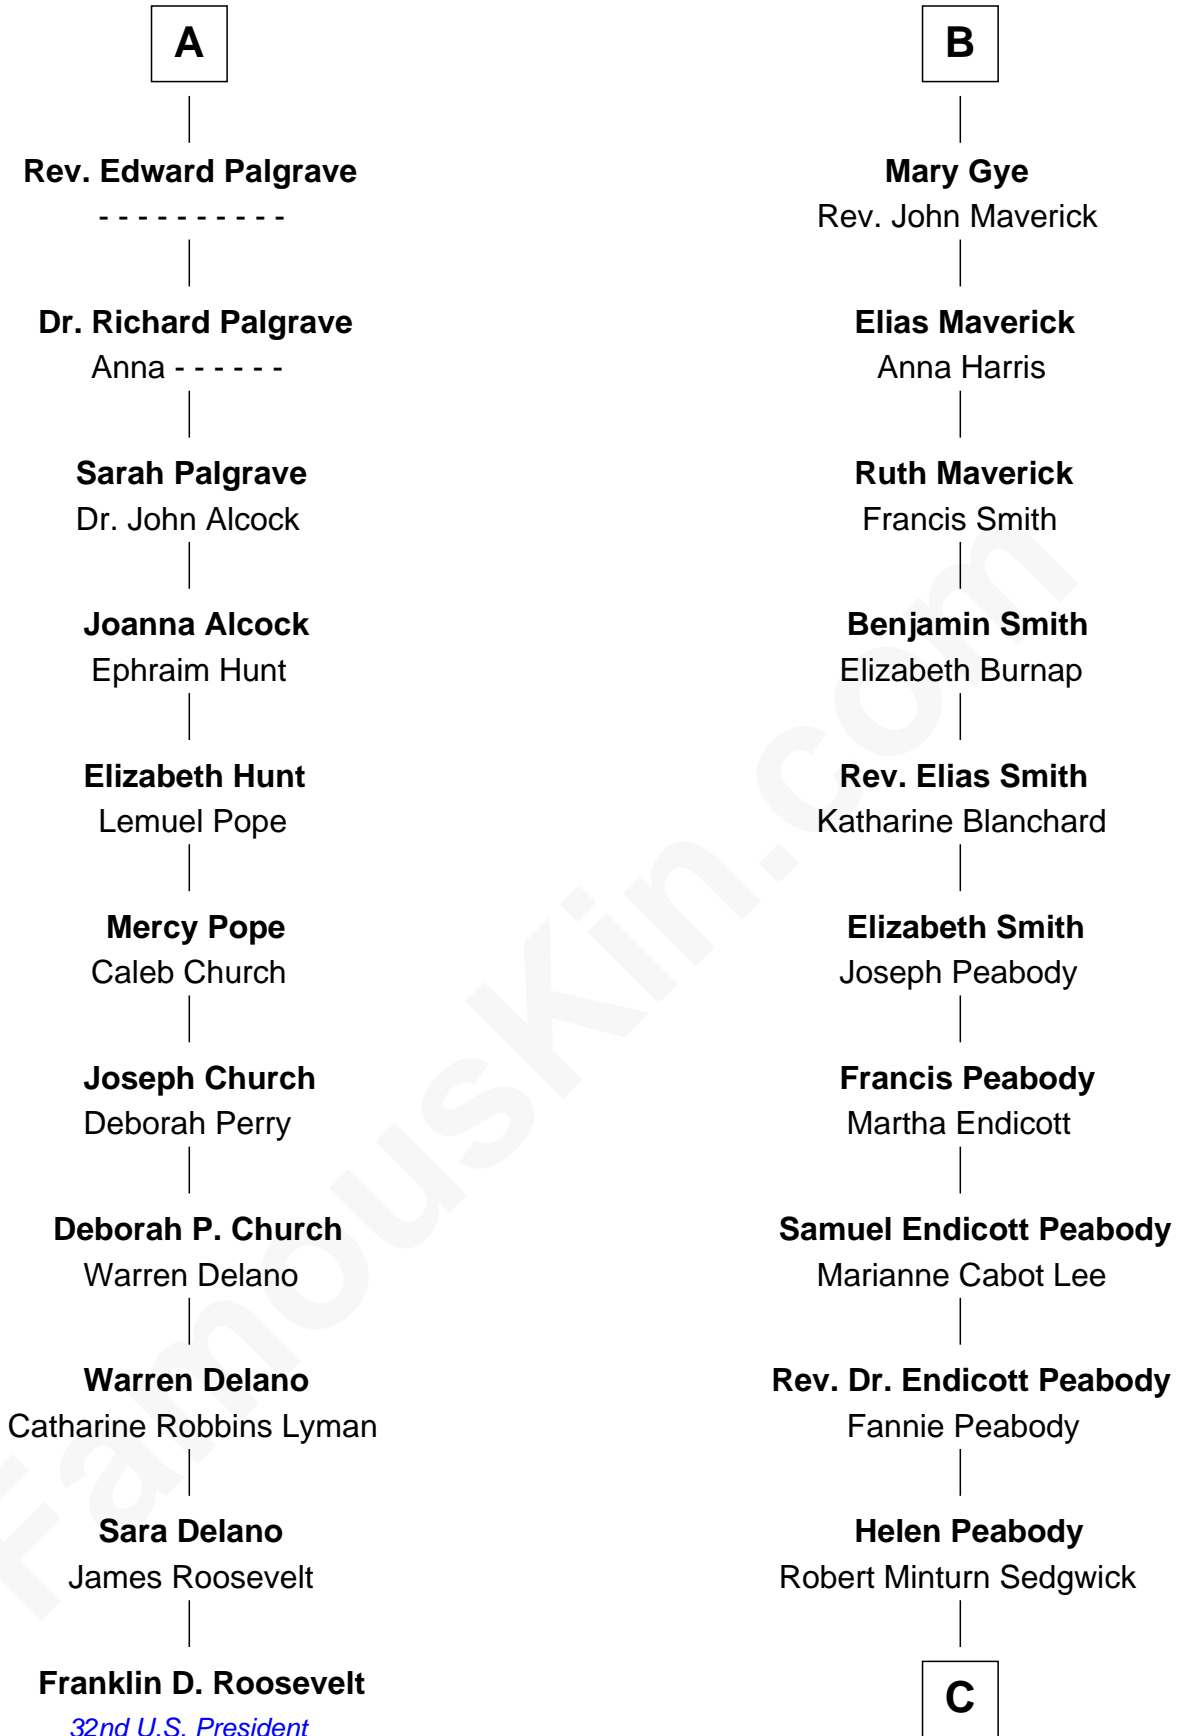 A
Rev. Edward Palgrave
- - - - - - - - - -
Dr. Richard Palgrave
Anna - - - - - -
Sarah Palgrave
Dr. John Alcock
Joanna Alcock
Ephraim Hunt
Elizabeth Hunt
Lemuel Pope
Mercy Pope
Caleb Church
Joseph Church
Deborah Perry
Deborah P. Church
Warren Delano
Warren Delano
Catharine Robbins Lyman
Sara Delano
James Roosevelt
Franklin D. Roosevelt
32nd U.S. President
B
Mary Gye
Rev. John Maverick
Elias Maverick
Anna Harris
Ruth Maverick
Francis Smith
Benjamin Smith
Elizabeth Burnap
Rev. Elias Smith
Katharine Blanchard
Elizabeth Smith
Joseph Peabody
Francis Peabody
Martha Endicott
Samuel Endicott Peabody
Marianne Cabot Lee
Rev. Dr. Endicott Peabody
Fannie Peabody
Helen Peabody
Robert Minturn Sedgwick
C
FamousKin.com